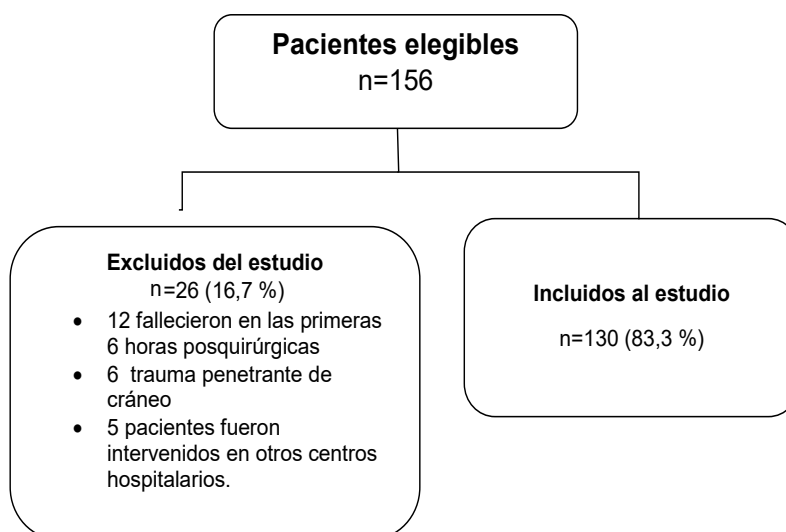 Pacientes elegibles
n=156
Excluidos del estudio
n=26 (16,7 %)
• 12 fallecieron en las primeras
6 horas posquirúrgicas
• 6 trauma penetrante de
cráneo
• 5 pacientes fueron
intervenidos en otros centros
hospitalarios.
Incluidos al estudio
n=130 (83,3 %)